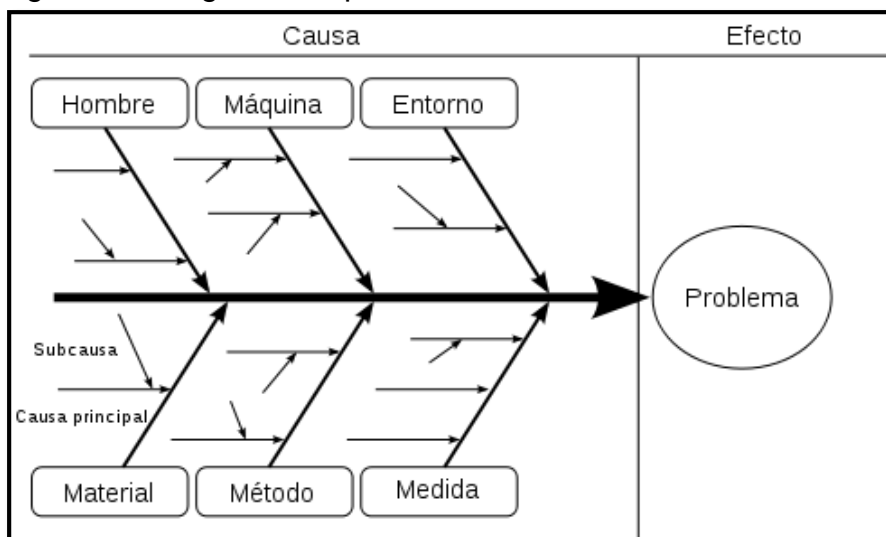 Causa
Efecto
Hombre
Máquina
Entorno
Problema
Subcausa
Causa principal
Material
Método
Medida